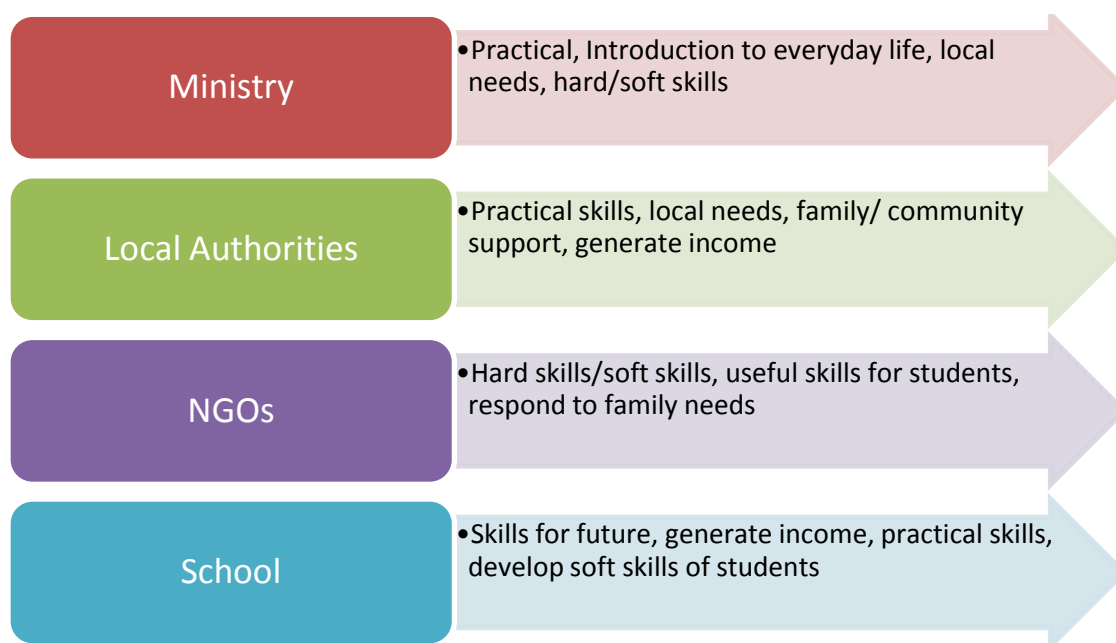 Ministry
•Practical, Introduction to everyday life, local
needs, hard/soft skills
Local Authorities
•Practical skills, local needs, family/ community
support, generate income
NGOs
•Hard skills/soft skills, useful skills for students,
respond to family needs
School
•Skills for future, generate income, practical skills,
develop soft skills of students